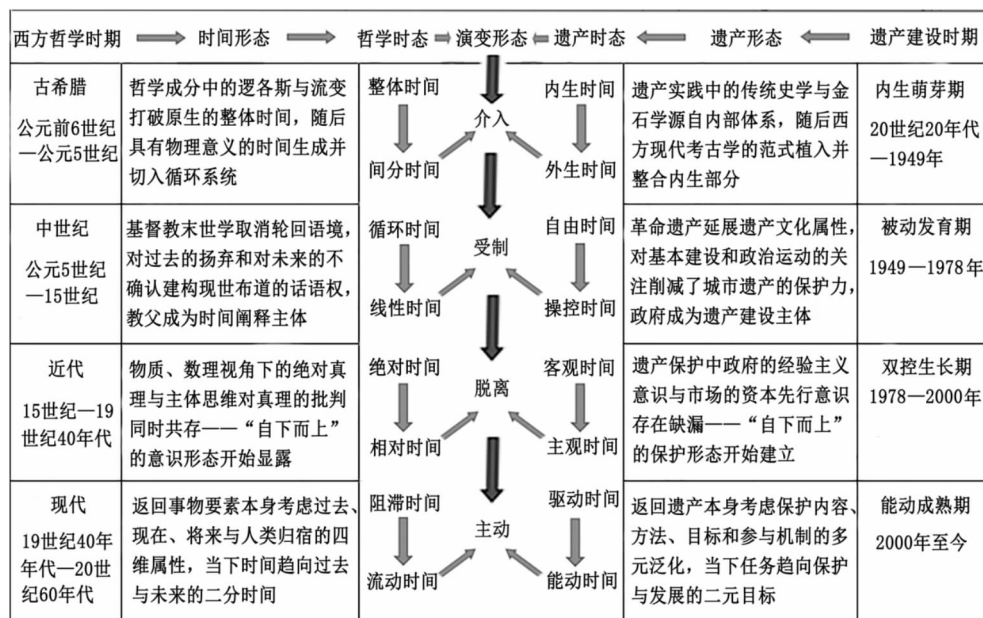 西方哲学时期 时间形态 哲学时态 演变形态 遗产时态 遗产形态 遗产建设时期
古希腊
公元前6世纪
—公元5世纪
哲学成分中的逻各斯与流变
打破原生的整体时间，随后
具有物理意义的时间生成并
切入循环系统
整体时间
间分时间
介入
内生时间
外生时间
遗产实践中的传统史学与金
石学源自内部体系，随后西
方现代考古学的范式植入并
整合内生部分
内生萌芽期
20世纪20年代
—1949年
中世纪
公元5世纪
—15世纪
基督教末世学取消轮回语境，
对过去的扬弃和对未来的不
确认建构现世布道的话语权，
教父成为时间阐释主体
循环时间
线性时间
受制
自由时间
操控时间
革命遗产延展遗产文化属性，
对基本建设和政治运动的关
注削减了城市遗产的保护力，
政府成为遗产建设主体
被动发育期
1949—1978年
近代
15世纪—19
世纪40年代
物质、数理视角下的绝对真
理与主体思维对真理的批判
同时共存——“自下而上”
的意识形态开始显露
绝对时间
相对时间
脱离
客观时间
主观时间
遗产保护中政府的经验主义
意识与市场的资本先行意识
存在缺漏——“自下而上”
的保护形态开始建立
双控生长期
1978—2000年
现代
19世纪40年
年代—20世
纪60年代
返回事物要素本身考虑过去、
现在、将来与人类归宿的四
维属性，当下时间趋向过去
与未来的二分时间
阻滞时间
流动时间
主动
驱动时间
能动时间
返回遗产本身考虑保护内容、
方法、目标和参与机制的多
元泛化，当下任务趋向保护
与发展的二元目标
能动成熟期
2000年至今